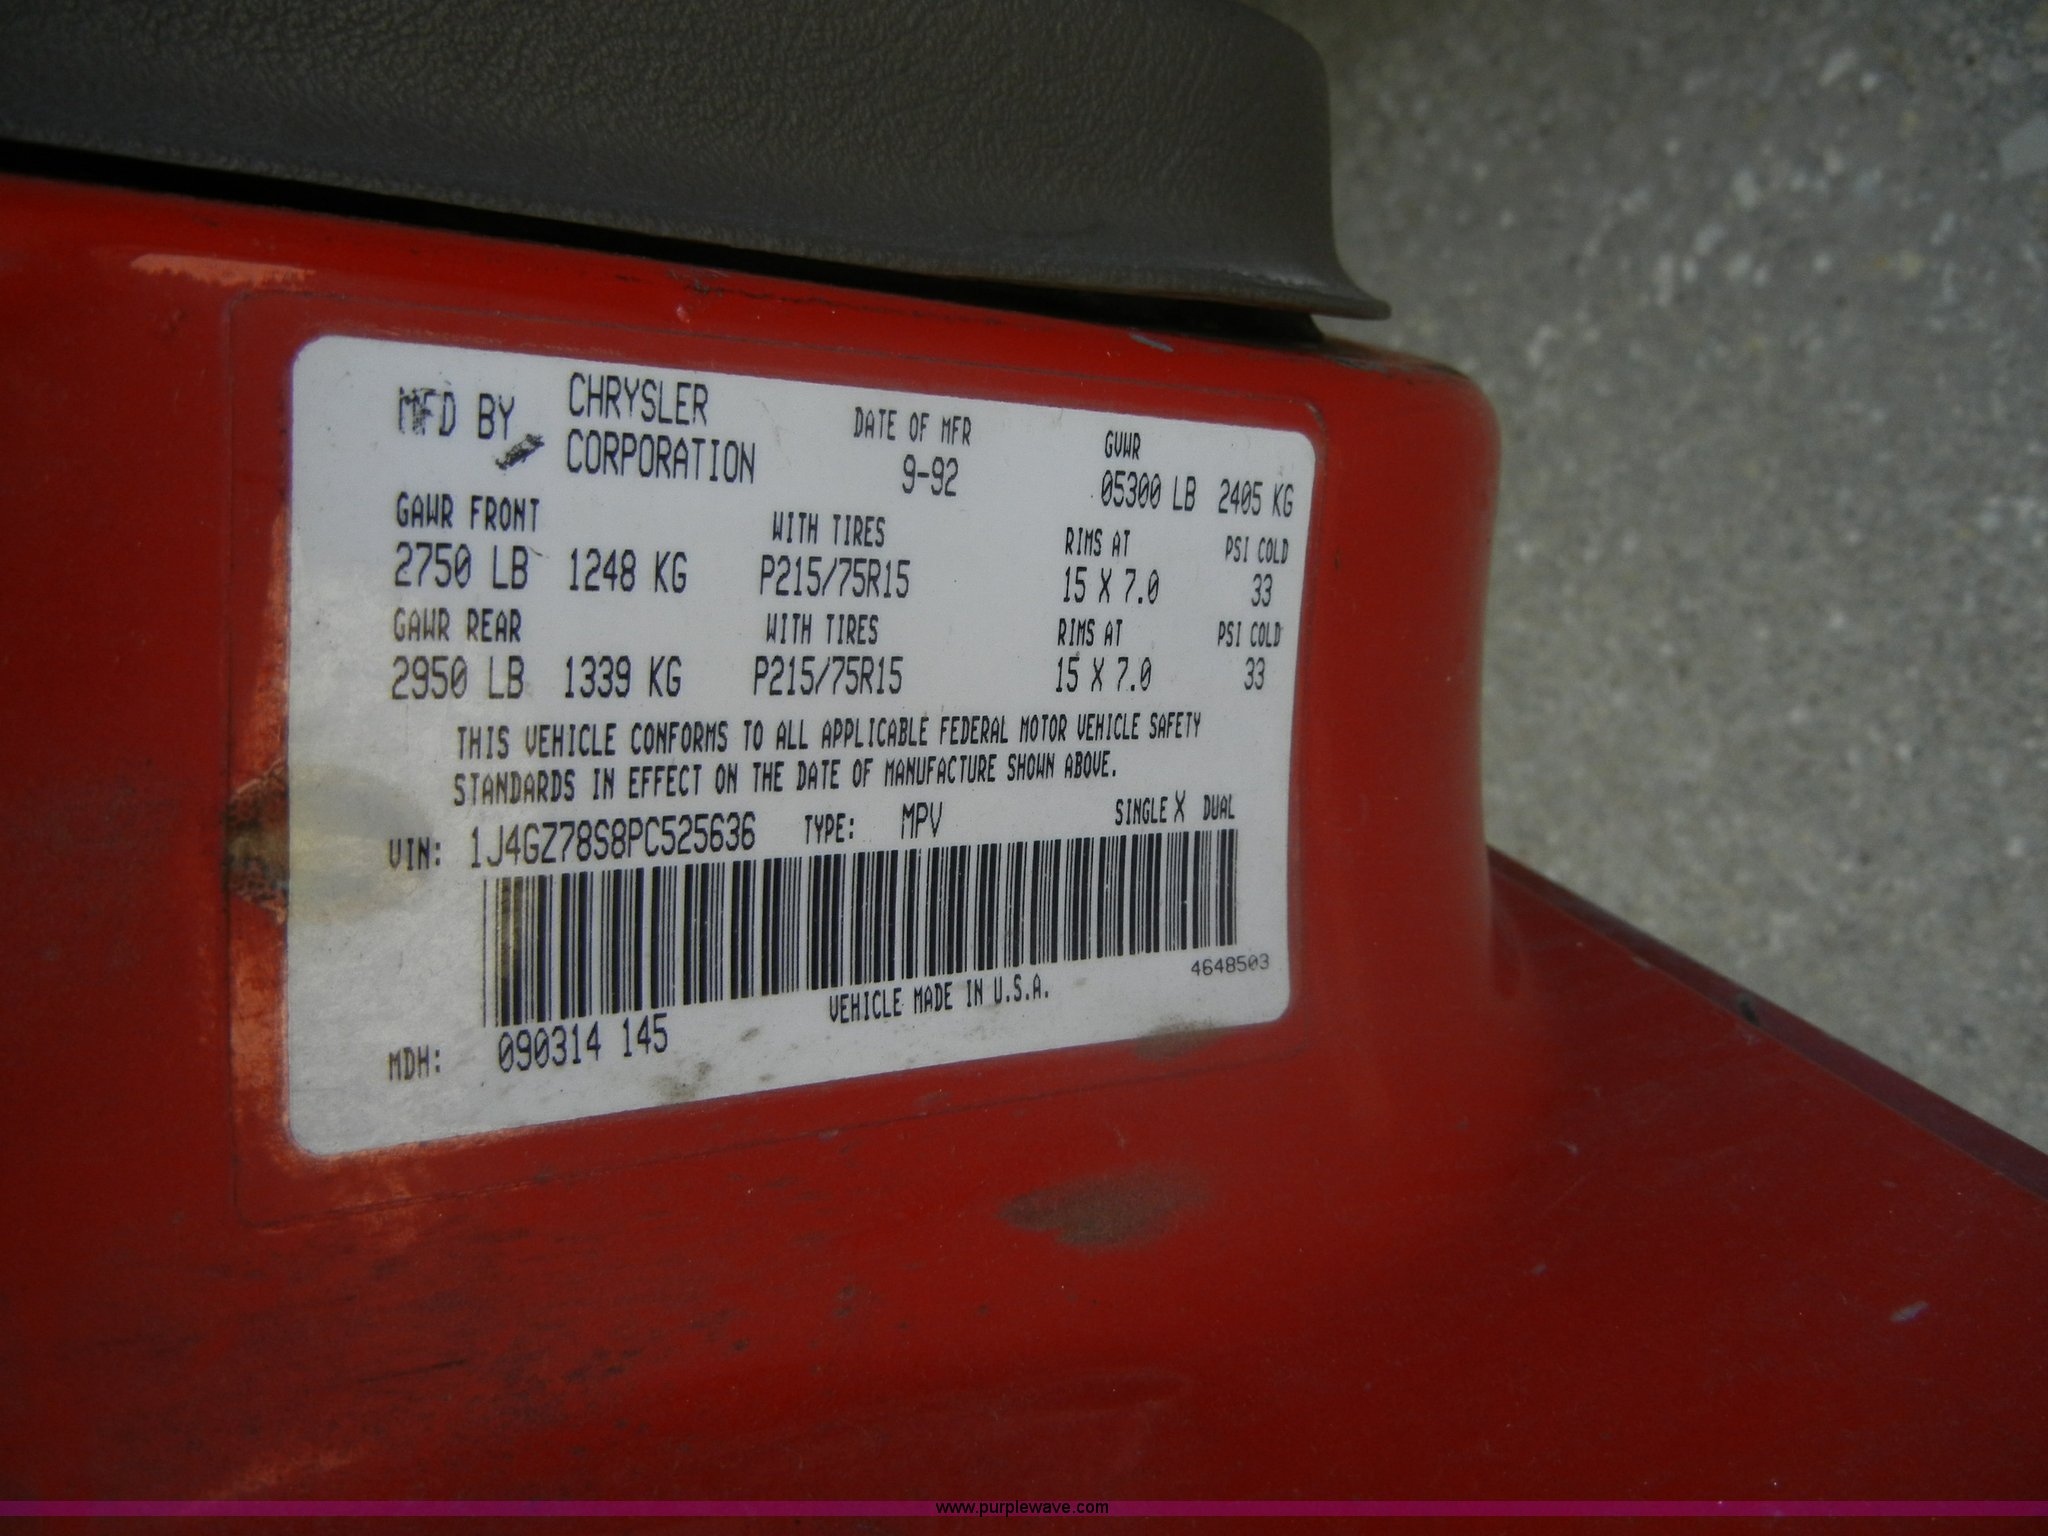 MFD BY CHRYSLER CORPORATION DATE OF MFR 9-92 GVWR 05300 LB 2405 KG
GAWR FRONT WITH TIRES RIMS AT PSI COLD
2750 LB 1248 KG P215/75R15 15 X 7.0 33
GAWR REAR WITH TIRES RIMS AT PSI COLD
2950 LB 1339 KG P215/75R15 15 X 7.0 33
THIS VEHICLE CONFORMS TO ALL APPLICABLE FEDERAL MOTOR VEHICLE SAFETY
STANDARDS IN EFFECT ON THE DATE OF MANUFACTURE SHOWN ABOVE.
VIN: 1J4GZ78S8PC525636 TYPE: MPV SINGLE X DUAL
4648503
VEHICLE MADE IN U.S.A.
MDH: 090314 145
www.purplewave.com